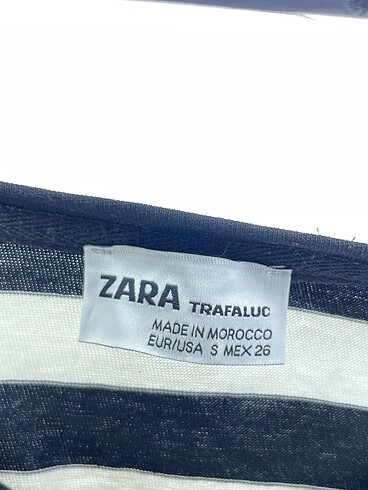 ZARA TRAFALUC
MADE IN MOROCCO
EUR/USA S MEX 26